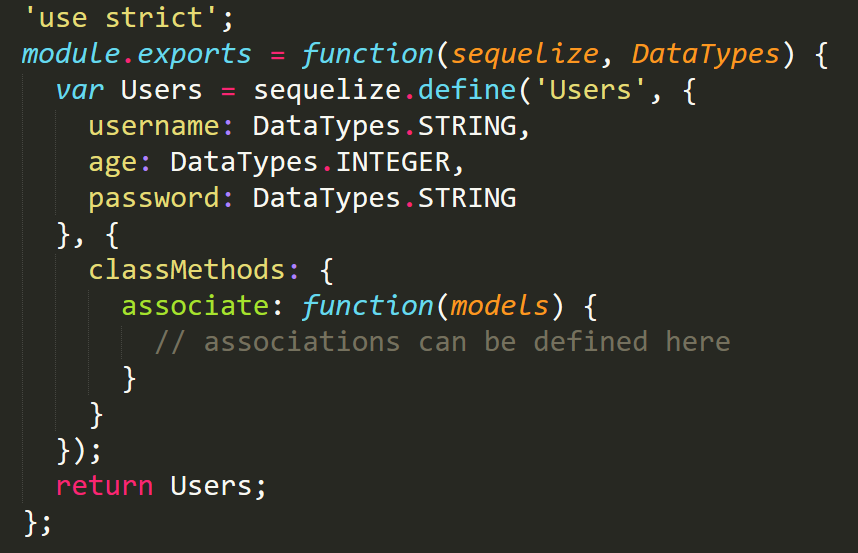 'use strict';
module.exports = function(sequelize, DataTypes) {
  var Users = sequelize.define('Users', {
    username: DataTypes.STRING,
    age: DataTypes.INTEGER,
    password: DataTypes.STRING
  }, {
    classMethods: {
      associate: function(models) {
        // associations can be defined here
      }
    }
  });
  return Users;
};